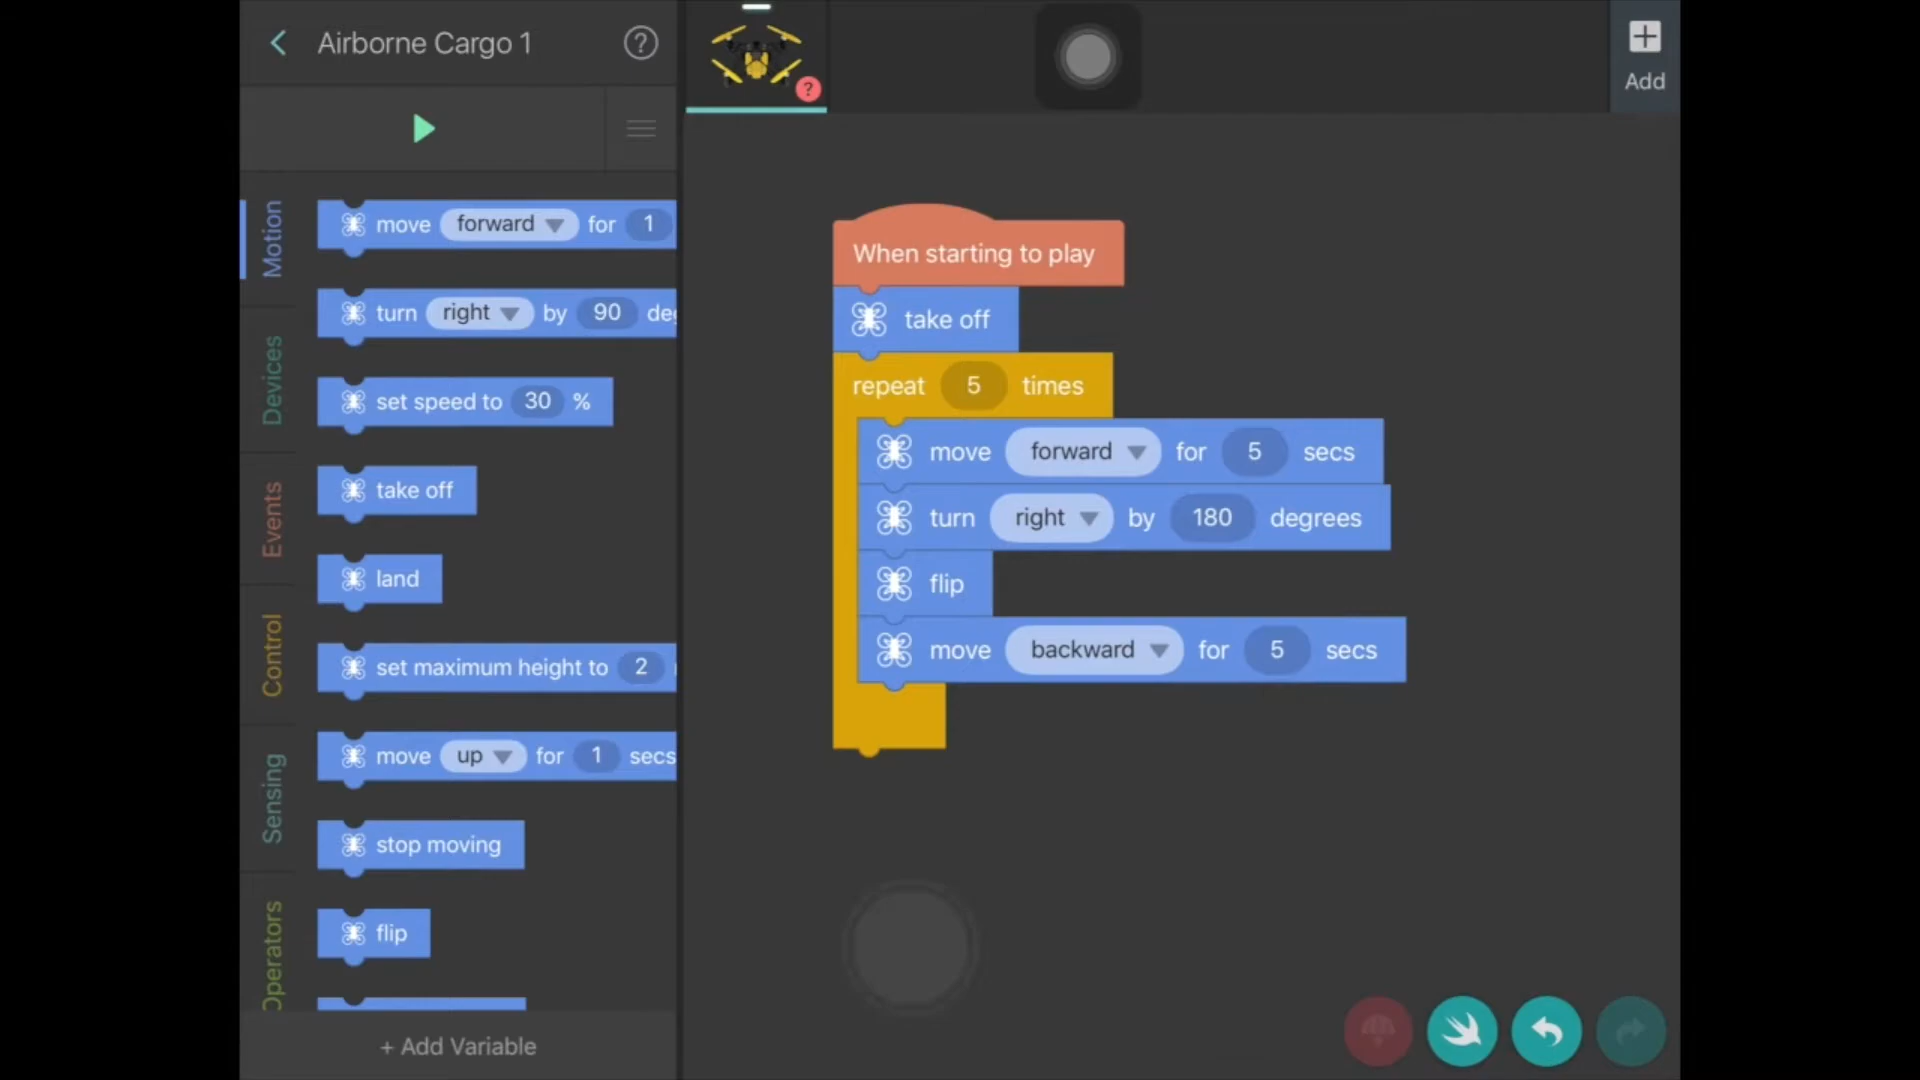 Airborne Cargo 1
?
?
Add
Motion
Devices
Events
Control
Sensing
Operators
move forward for 1
turn right by 90 deg
set speed to 30 %
take off
land
set maximum height to 2
move up for 1 secs
stop moving
flip
+ Add Variable
When starting to play
take off
repeat 5 times
move forward for 5 secs
turn right by 180 degrees
flip
move backward for 5 secs